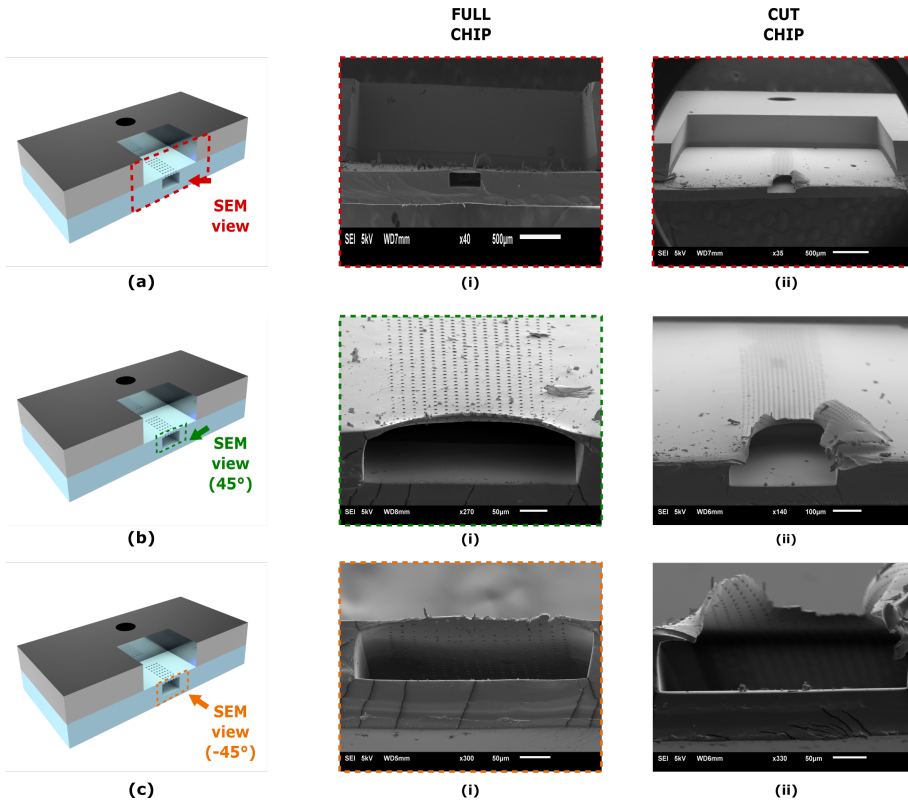 FULL
CHIP
CUT
CHIP
SEM
view
SEI 5kV WD7mm x40 500µm
SEI 5kV WD7mm x35 500µm
(a)
(i)
(ii)
SEM
view
(45°)
SEI 5kV WD8mm x270 50µm
SEI 5kV WD6mm x140 100µm
(b)
(i)
(ii)
SEM
view
(-45°)
SEI 5kV WD5mm x300 50µm
SEI 5kV WD6mm x330 50µm
(c)
(i)
(ii)